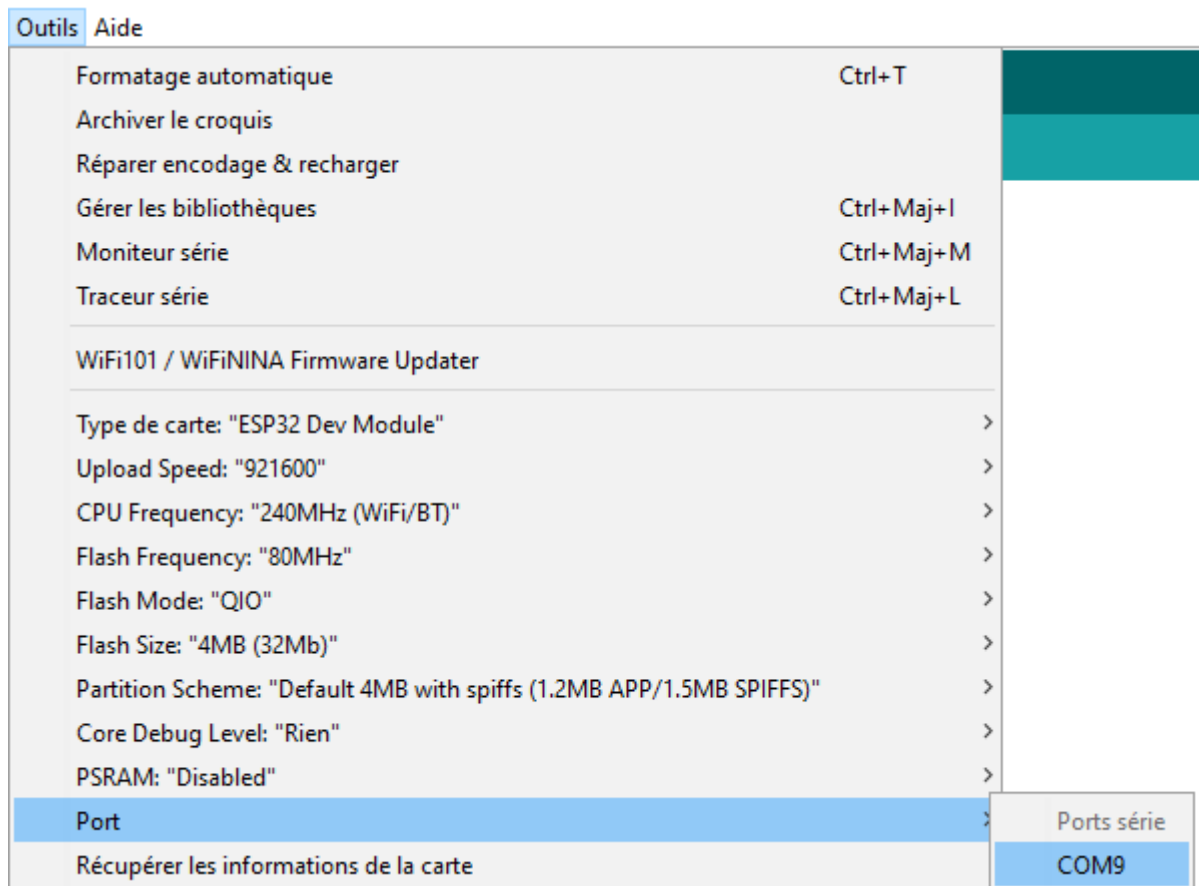 Outils Aide
Formatage automatique Ctrl+T
Archiver le croquis
Réparer encodage & recharger
Gérer les bibliothèques Ctrl+Maj+I
Moniteur série Ctrl+Maj+M
Traceur série Ctrl+Maj+L
WiFi101 / WiFiNINA Firmware Updater
Type de carte: "ESP32 Dev Module"
Upload Speed: "921600"
CPU Frequency: "240MHz (WiFi/BT)"
Flash Frequency: "80MHz"
Flash Mode: "QIO"
Flash Size: "4MB (32Mb)"
Partition Scheme: "Default 4MB with spiffs (1.2MB APP/1.5MB SPIFFS)"
Core Debug Level: "Rien"
PSRAM: "Disabled"
Port Ports série
Récupérer les informations de la carte COM9